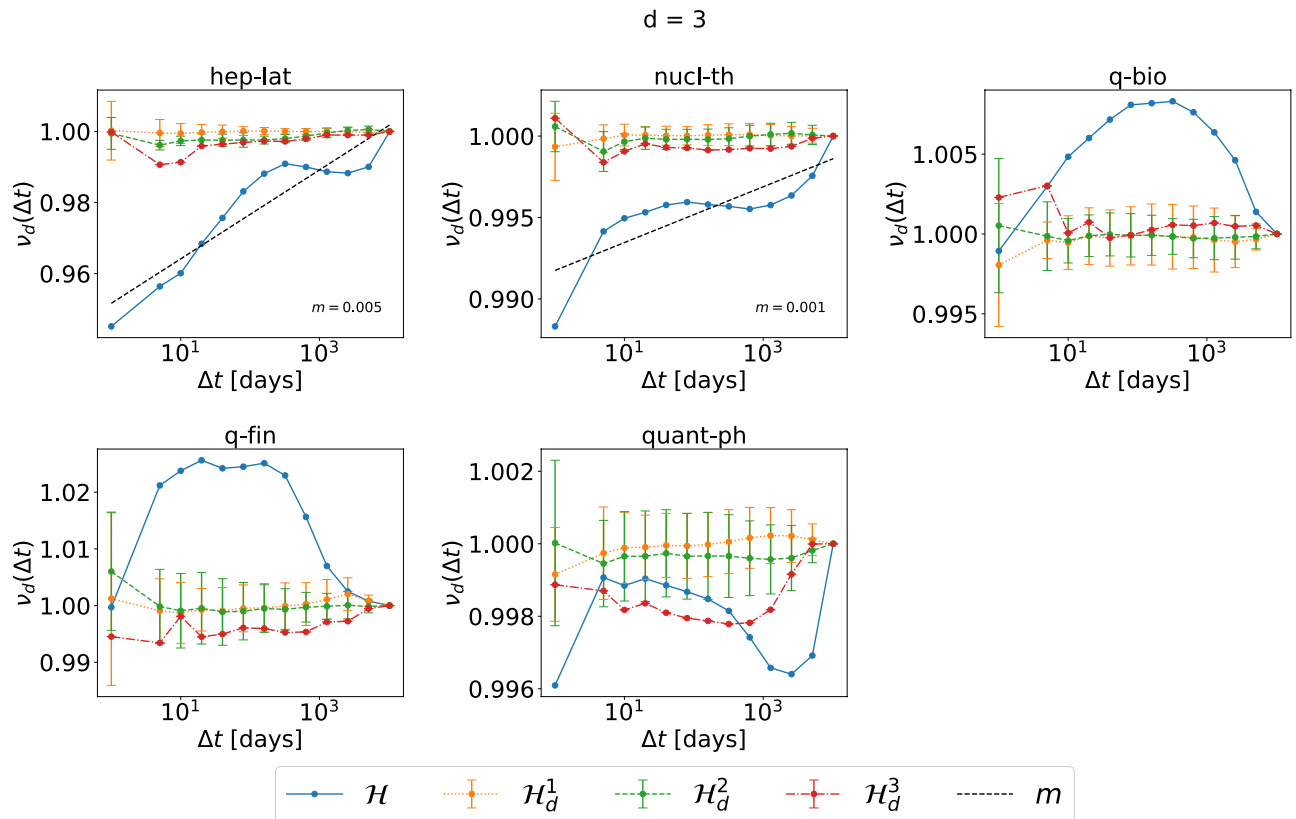 d = 3
hep-lat
nucl-th
q-bio
1.00
0.98
0.96
ν_d(Δt)
m = 0.005
10^1
10^3
Δt [days]
1.000
0.995
0.990
ν_d(Δt)
m = 0.001
10^1
10^3
Δt [days]
1.005
1.000
0.995
ν_d(Δt)
10^1
10^3
Δt [days]
q-fin
quant-ph
1.02
1.01
1.00
0.99
ν_d(Δt)
10^1
10^3
Δt [days]
1.002
1.000
0.998
0.996
ν_d(Δt)
10^1
10^3
Δt [days]
ℋ ℋ_d^1 ℋ_d^2 ℋ_d^3 m